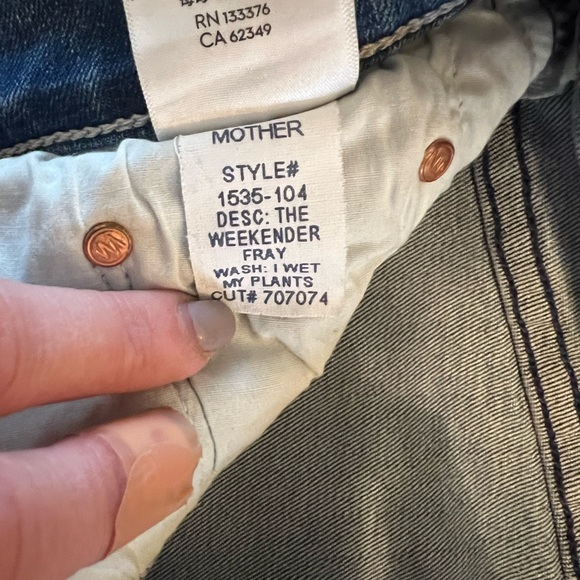 RN 133376
CA 62349
MOTHER
STYLE#
1535-104
DESC: THE
WEEKENDER
FRAY
WASH: I WET
MY PLANTS
CUT# 707074